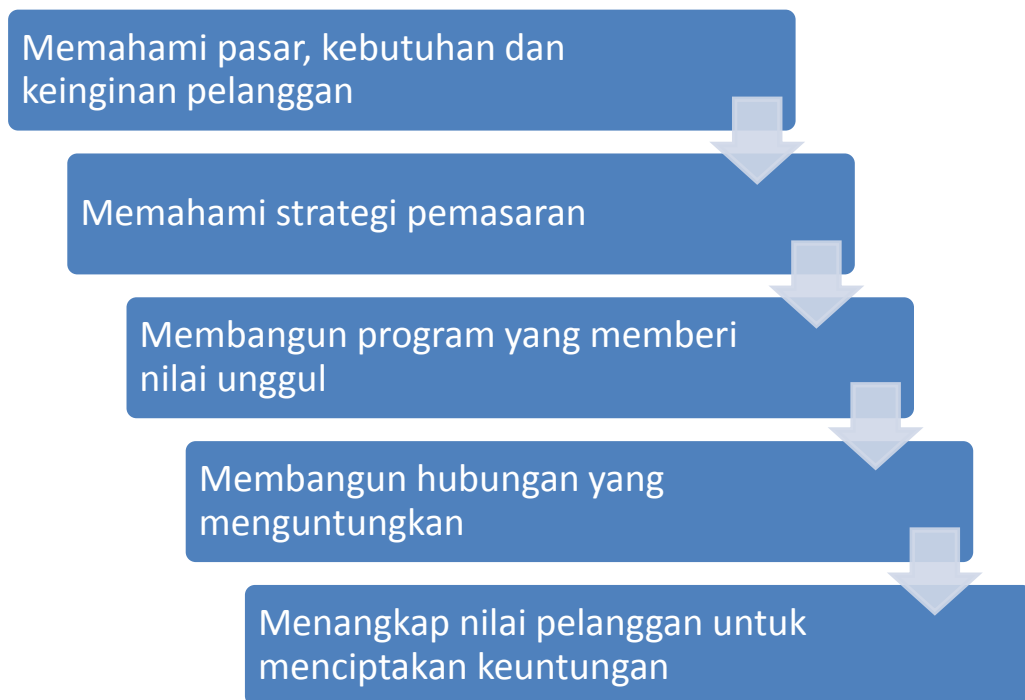 Memahami pasar, kebutuhan dan
keinginan pelanggan
Memahami strategi pemasaran
Membangun program yang memberi
nilai unggul
Membangun hubungan yang
menguntungkan
Menangkap nilai pelanggan untuk
menciptakan keuntungan